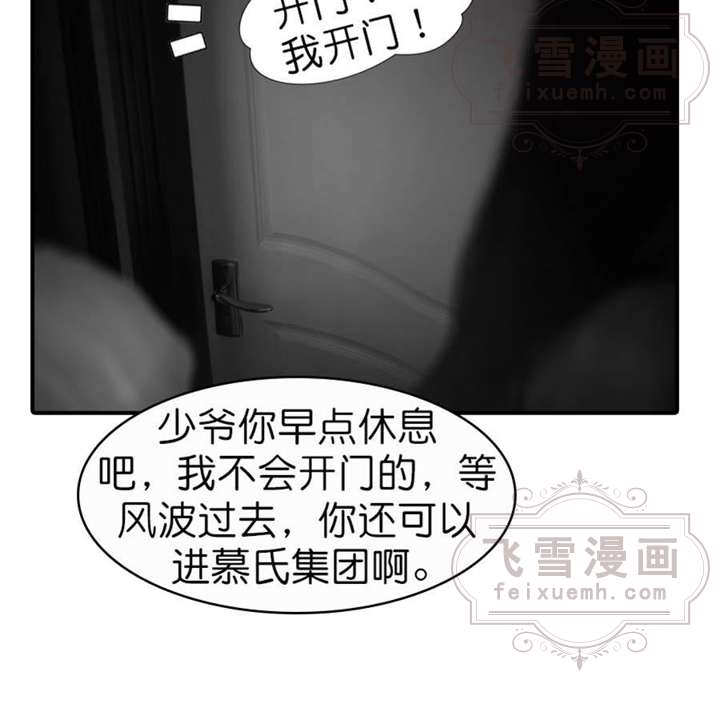 开门！
我开门！
飞雪漫画
feixuemh.com
少爷你早点休息
吧，我不会开门的，等
风波过去，你还可以
进慕氏集团啊。
飞雪漫画
feixuemh.com